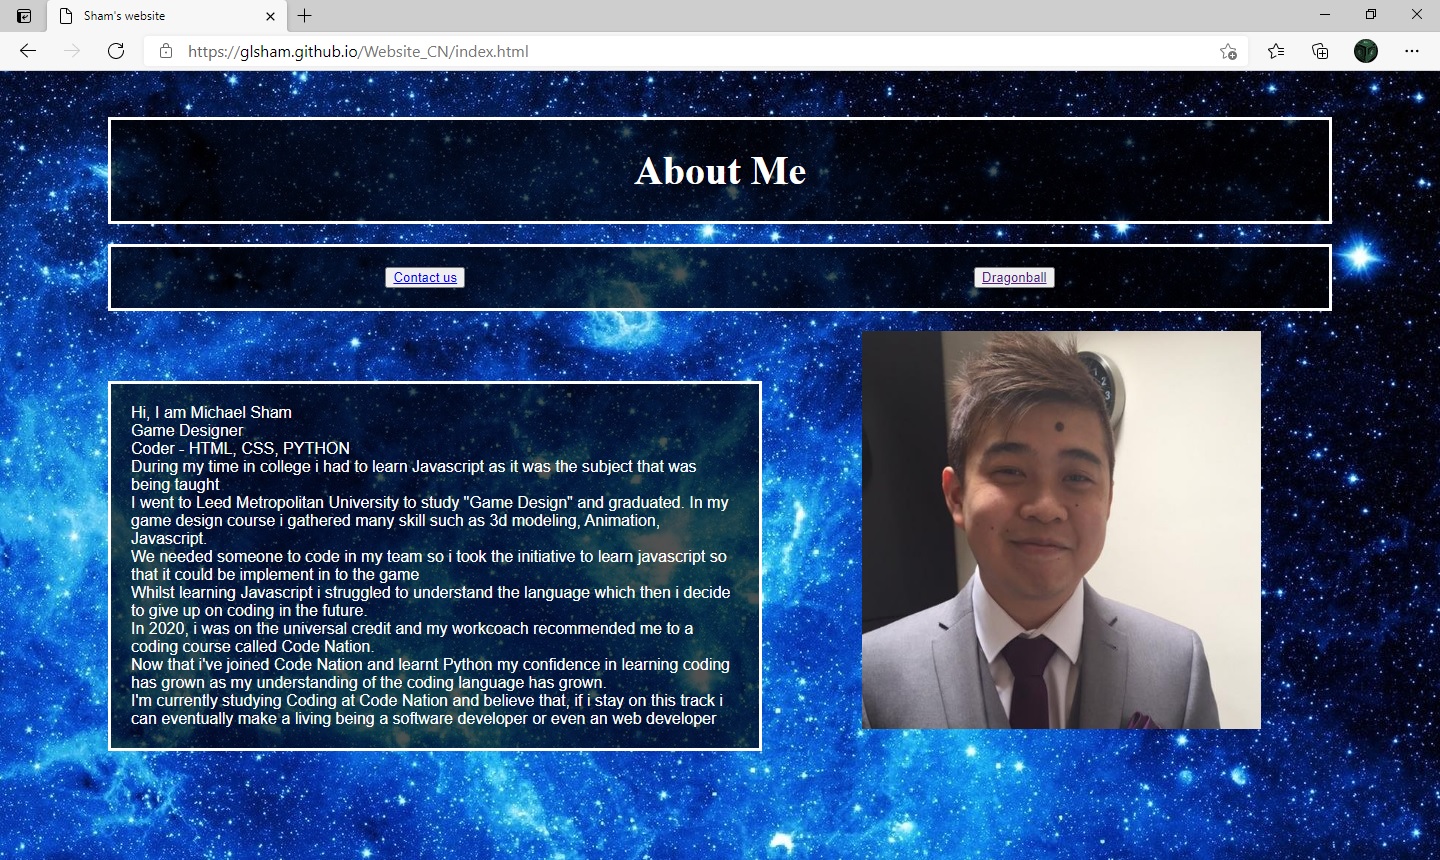 Sham's website
https://glsham.github.io/Website_CN/index.html
About Me
Contact us
Dragonball
1 2
3
Hi, I am Michael Sham
Game Designer
Coder - HTML, CSS, PYTHON
During my time in college i had to learn Javascript as it was the subject that was
being taught
I went to Leed Metropolitan University to study "Game Design" and graduated. In my
game design course i gathered many skill such as 3d modeling, Animation,
Javascript.
We needed someone to code in my team so i took the initiative to learn javascript so
that it could be implement in to the game
Whilst learning Javascript i struggled to understand the language which then i decide
to give up on coding in the future.
In 2020, i was on the universal credit and my workcoach recommended me to a
coding course called Code Nation.
Now that i've joined Code Nation and learnt Python my confidence in learning coding
has grown as my understanding of the coding language has grown.
I'm currently studying Coding at Code Nation and believe that, if i stay on this track i
can eventually make a living being a software developer or even an web developer